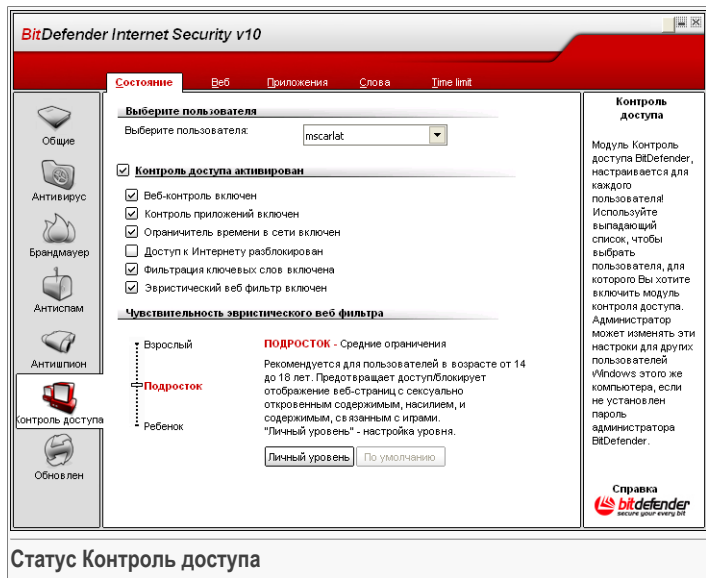 BitDefender Internet Security v10
Состояние
Веб
Приложения
Слова
Time limit
Общие
Антивирус
Брандмауер
Антиспам
Антишпион
контроль доступа
Обновлен
Выберите пользователя
Выберите пользователя:
mscarlat
Контроль доступа активирован
Веб-контроль включен
Контроль приложений включен
Ограничитель времени в сети включен
Доступ к Интернету разблокирован
Фильтрация ключевых слов включена
Эвристический веб фильтр включен
Чувствительность эвристического веб фильтра
Взрослый
Подросток
Ребенок
ПОДРОСТОК - Средние ограничения
Рекомендуется для пользователей в возрасте от 14
до 18 лет. Предотвращает доступ/блокирует
отображение веб-страниц с сексуально
откровенным содержимым, насилием, и
содержимым, связанным с играми.
"Личный уровень" - настройка уровня.
Личный уровень
По умолчанию
Контроль
доступа
Модуль Контроль
доступа BitDefender,
настраивается для
каждого
пользователя!
Используйте
выпадающий
список, чтобы
выбрать
пользователя, для
которого Вы хотите
включить модуль
контроля доступа.
Администратор
может изменять эти
настроки для других
пользователей
Windows этого же
компьютера, если
не установлен
пароль
администратора
BitDefender.
Справка
bitdefender
secure your every bit
Статус Контроль доступа